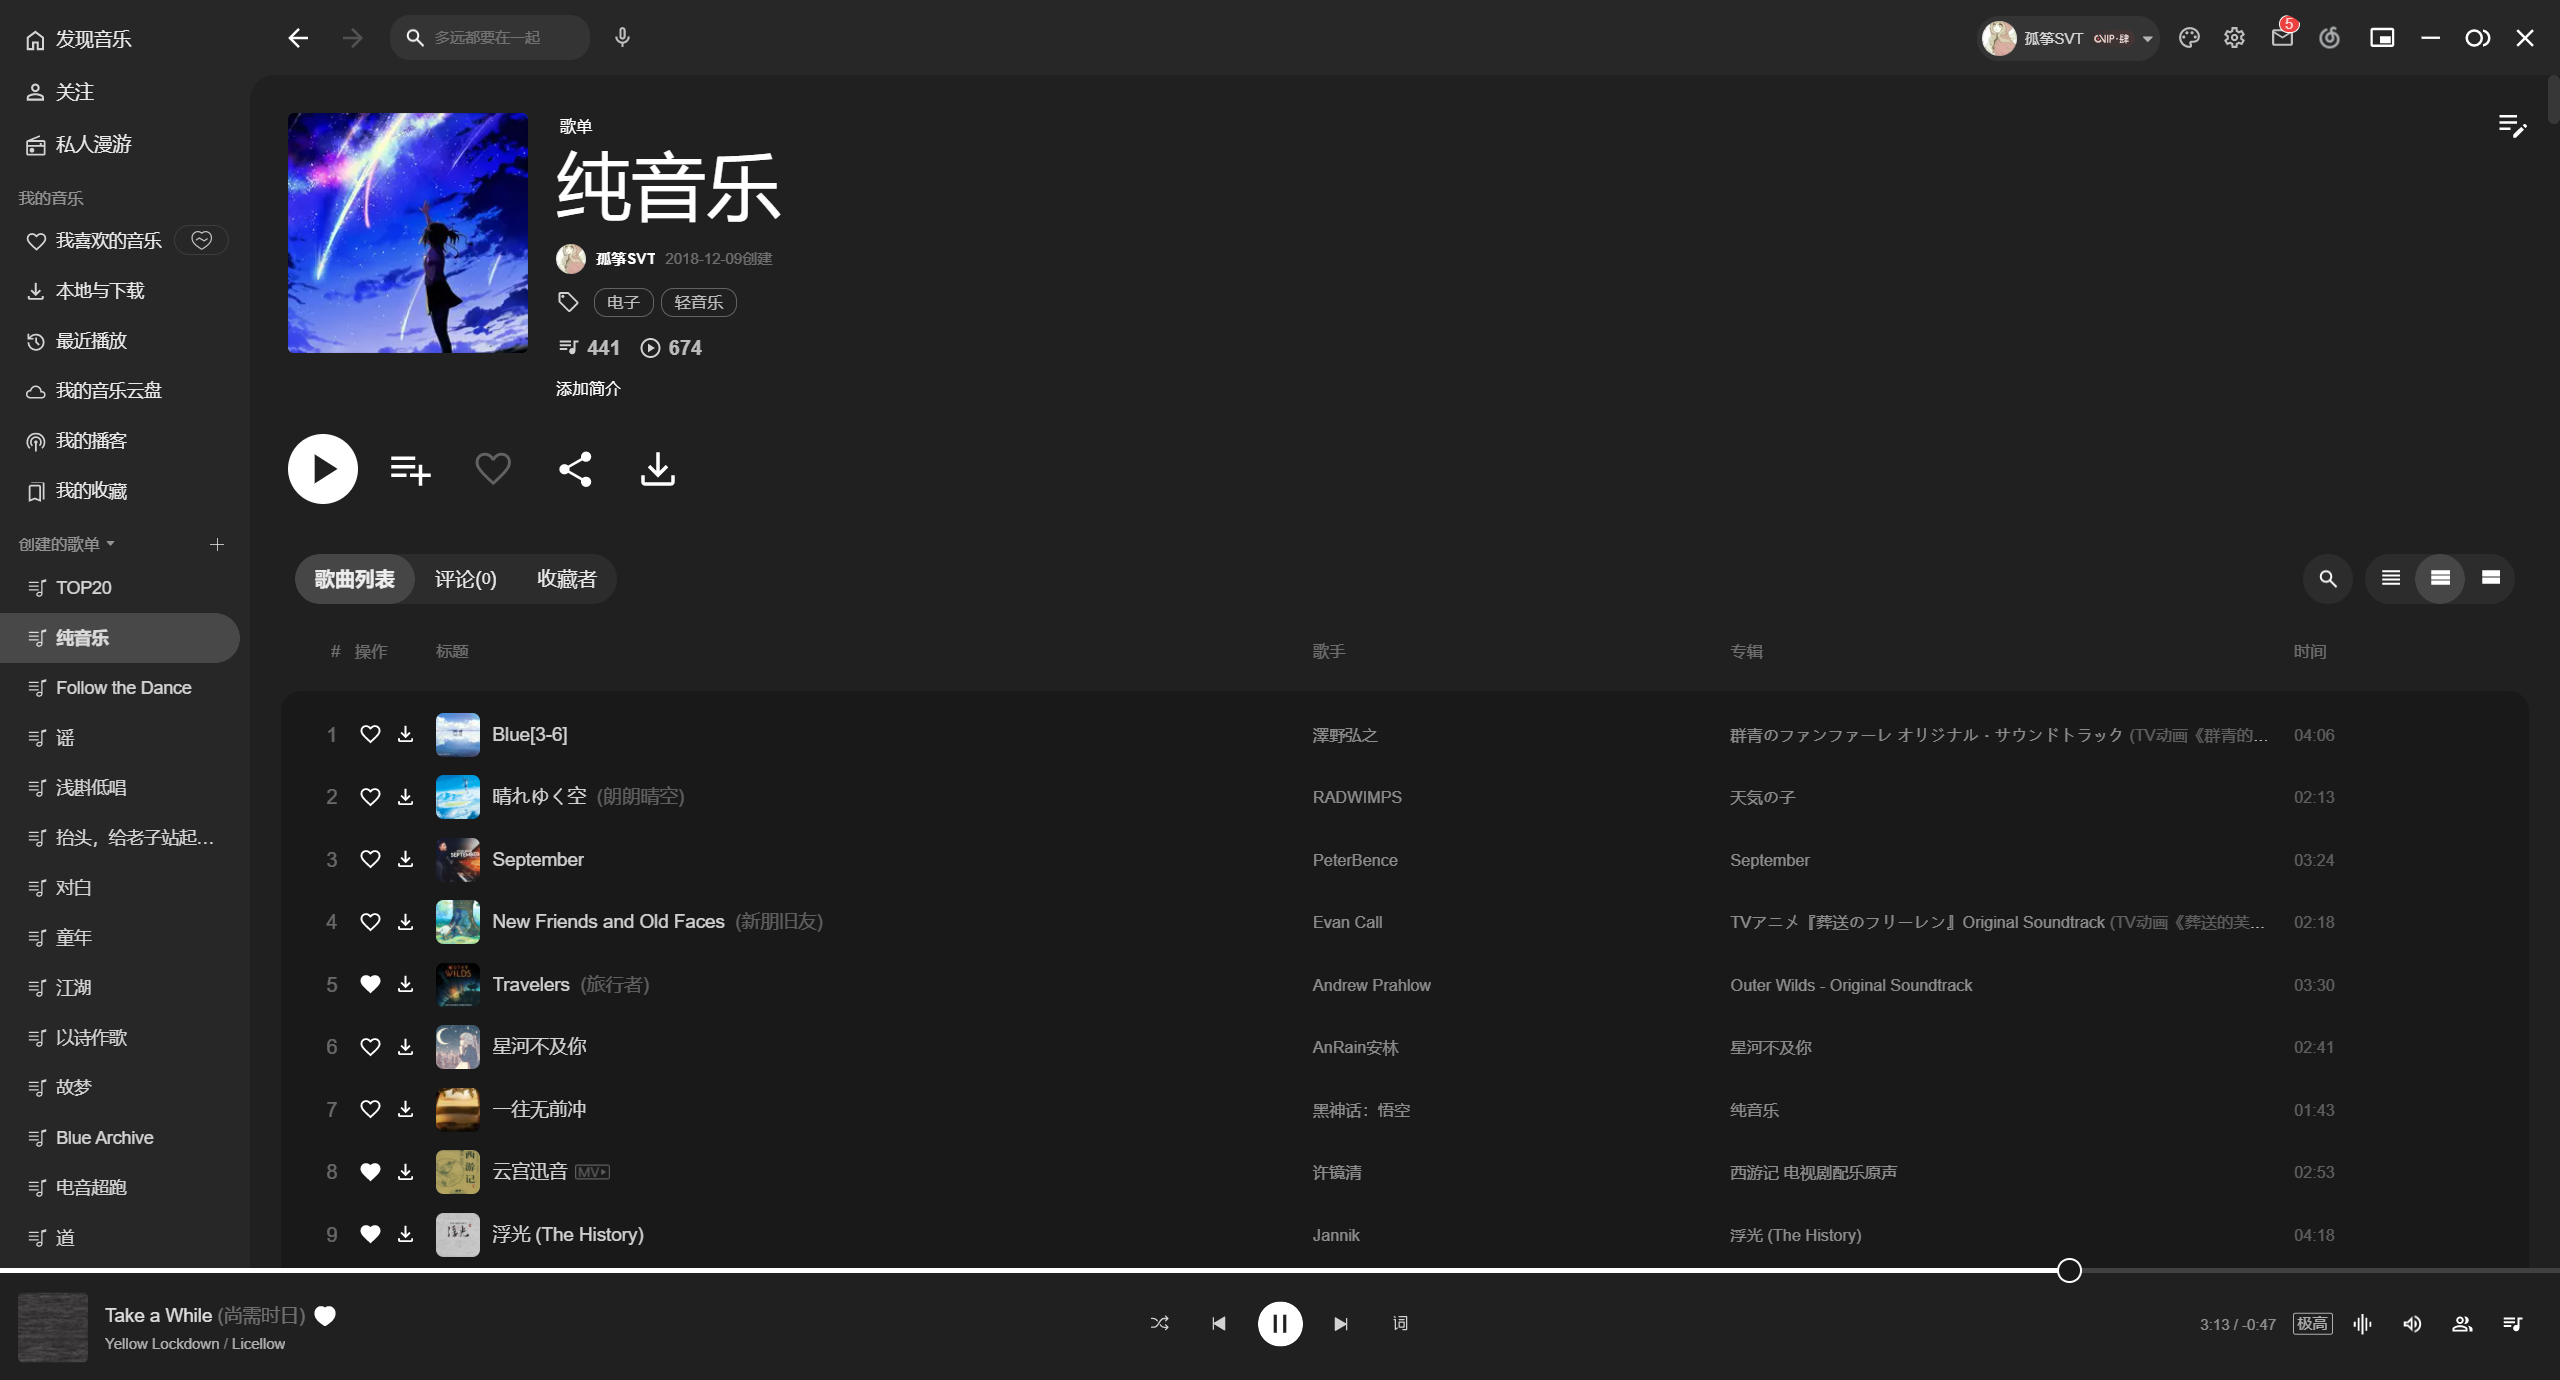 发现音乐
关注
私人漫游
我的音乐
我喜欢的音乐
本地与下载
最近播放
我的音乐云盘
我的播客
我的收藏
创建的歌单
TOP20
纯音乐
Follow the Dance
谣
浅斟低唱
抬头，给老子站起...
对白
童年
江湖
以诗作歌
故梦
Blue Archive
电音超跑
道
多远都要在一起
孤筝SVT
5
歌单
纯音乐
孤筝SVT 2018-12-09创建
电子 轻音乐
441 674
添加简介
歌曲列表 评论(0) 收藏者
# 操作 标题 歌手 专辑 时间
1 Blue[3-6] 澤野弘之 群青のファンファーレ オリジナル・サウンドトラック (TV动画《群青的... 04:06
2 晴れゆく空 (朗朗晴空) RADWIMPS 天気の子 02:13
3 September PeterBence September 03:24
4 New Friends and Old Faces (新朋旧友) Evan Call TVアニメ『葬送のフリーレン』Original Soundtrack (TV动画《葬送的芙... 02:18
5 Travelers (旅行者) Andrew Prahlow Outer Wilds - Original Soundtrack 03:30
6 星河不及你 AnRain安林 星河不及你 02:41
7 一往无前冲 黑神话：悟空 纯音乐 01:43
8 云宫迅音 MV 许镜清 西游记 电视剧配乐原声 02:53
9 浮光 (The History) Jannik 浮光 (The History) 04:18
Take a While (尚需时日)
Yellow Lockdown / Licellow
词
3:13 / -0:47 极高